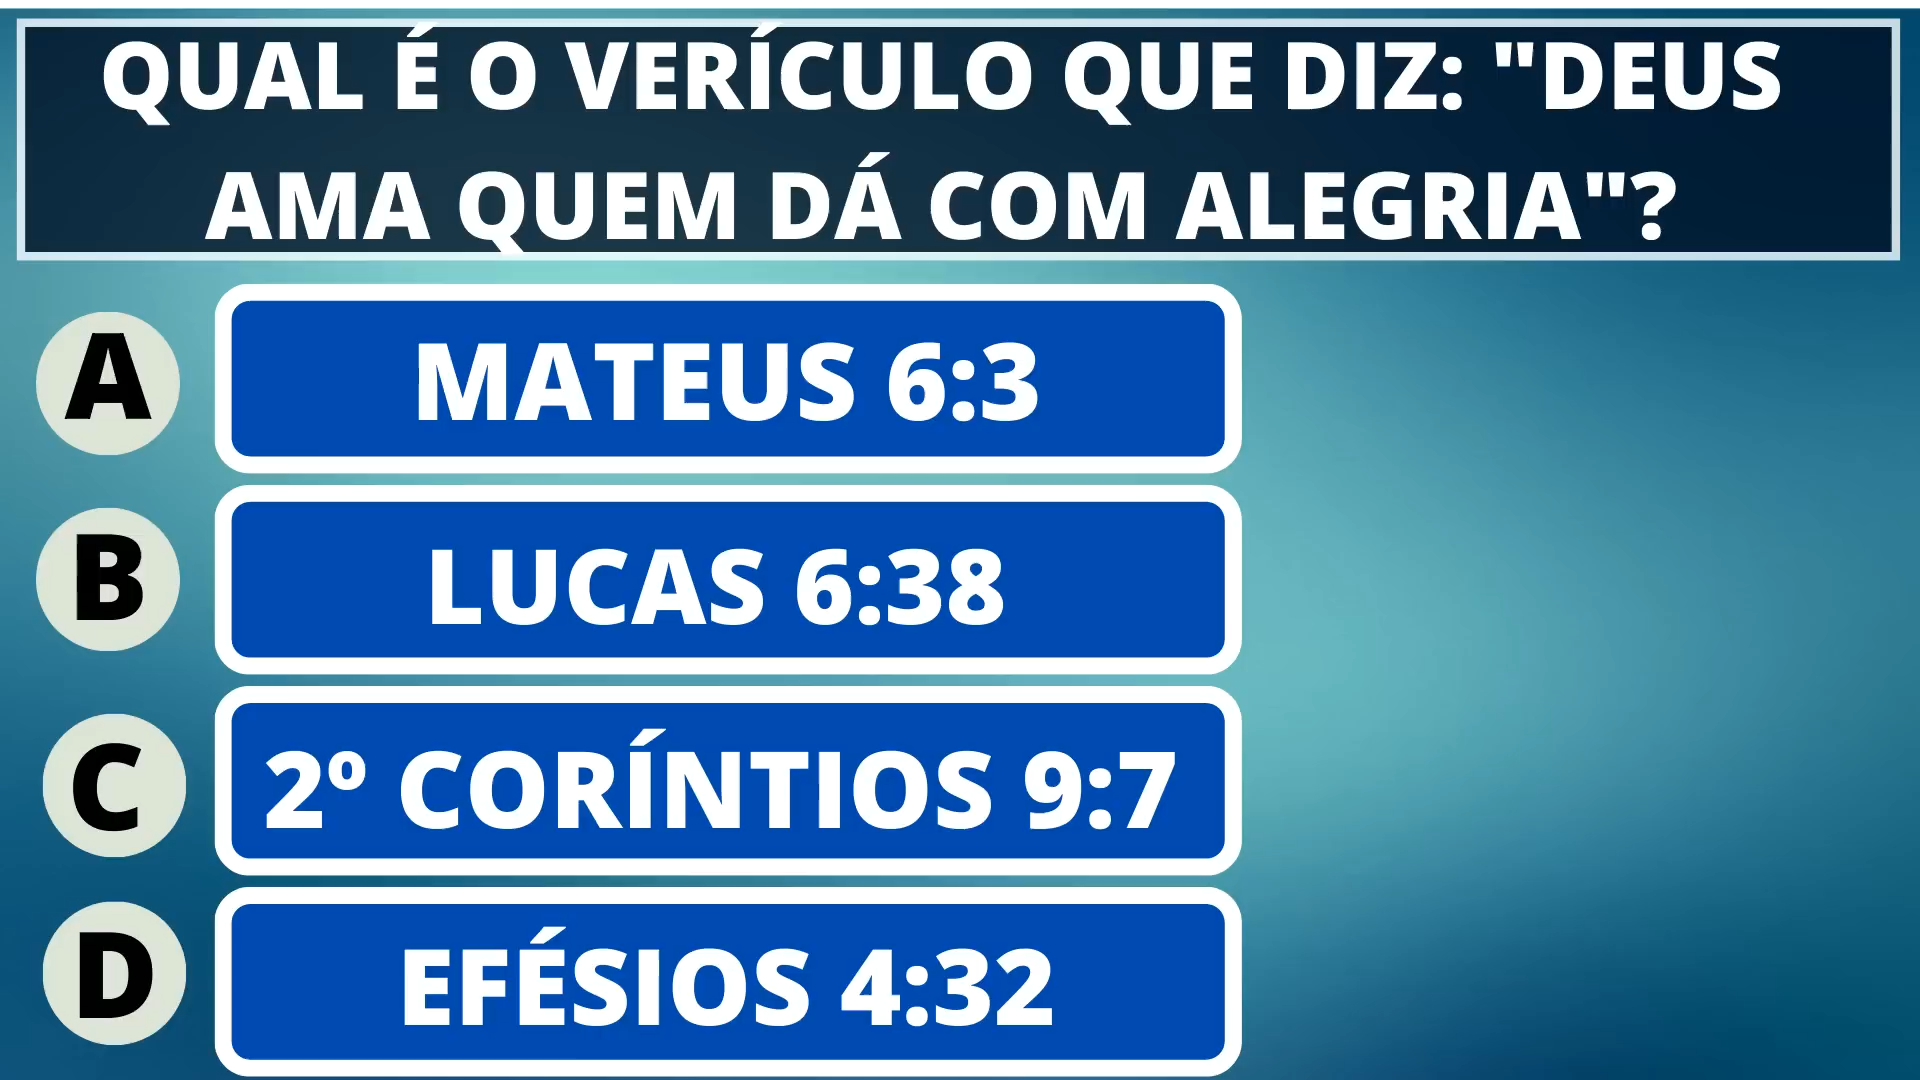 QUAL É O VERÍCULO QUE DIZ: "DEUS
AMA QUEM DÁ COM ALEGRIA"?
A
MATEUS 6:3
B
LUCAS 6:38
C
2º CORÍNTIOS 9:7
D
EFÉSIOS 4:32